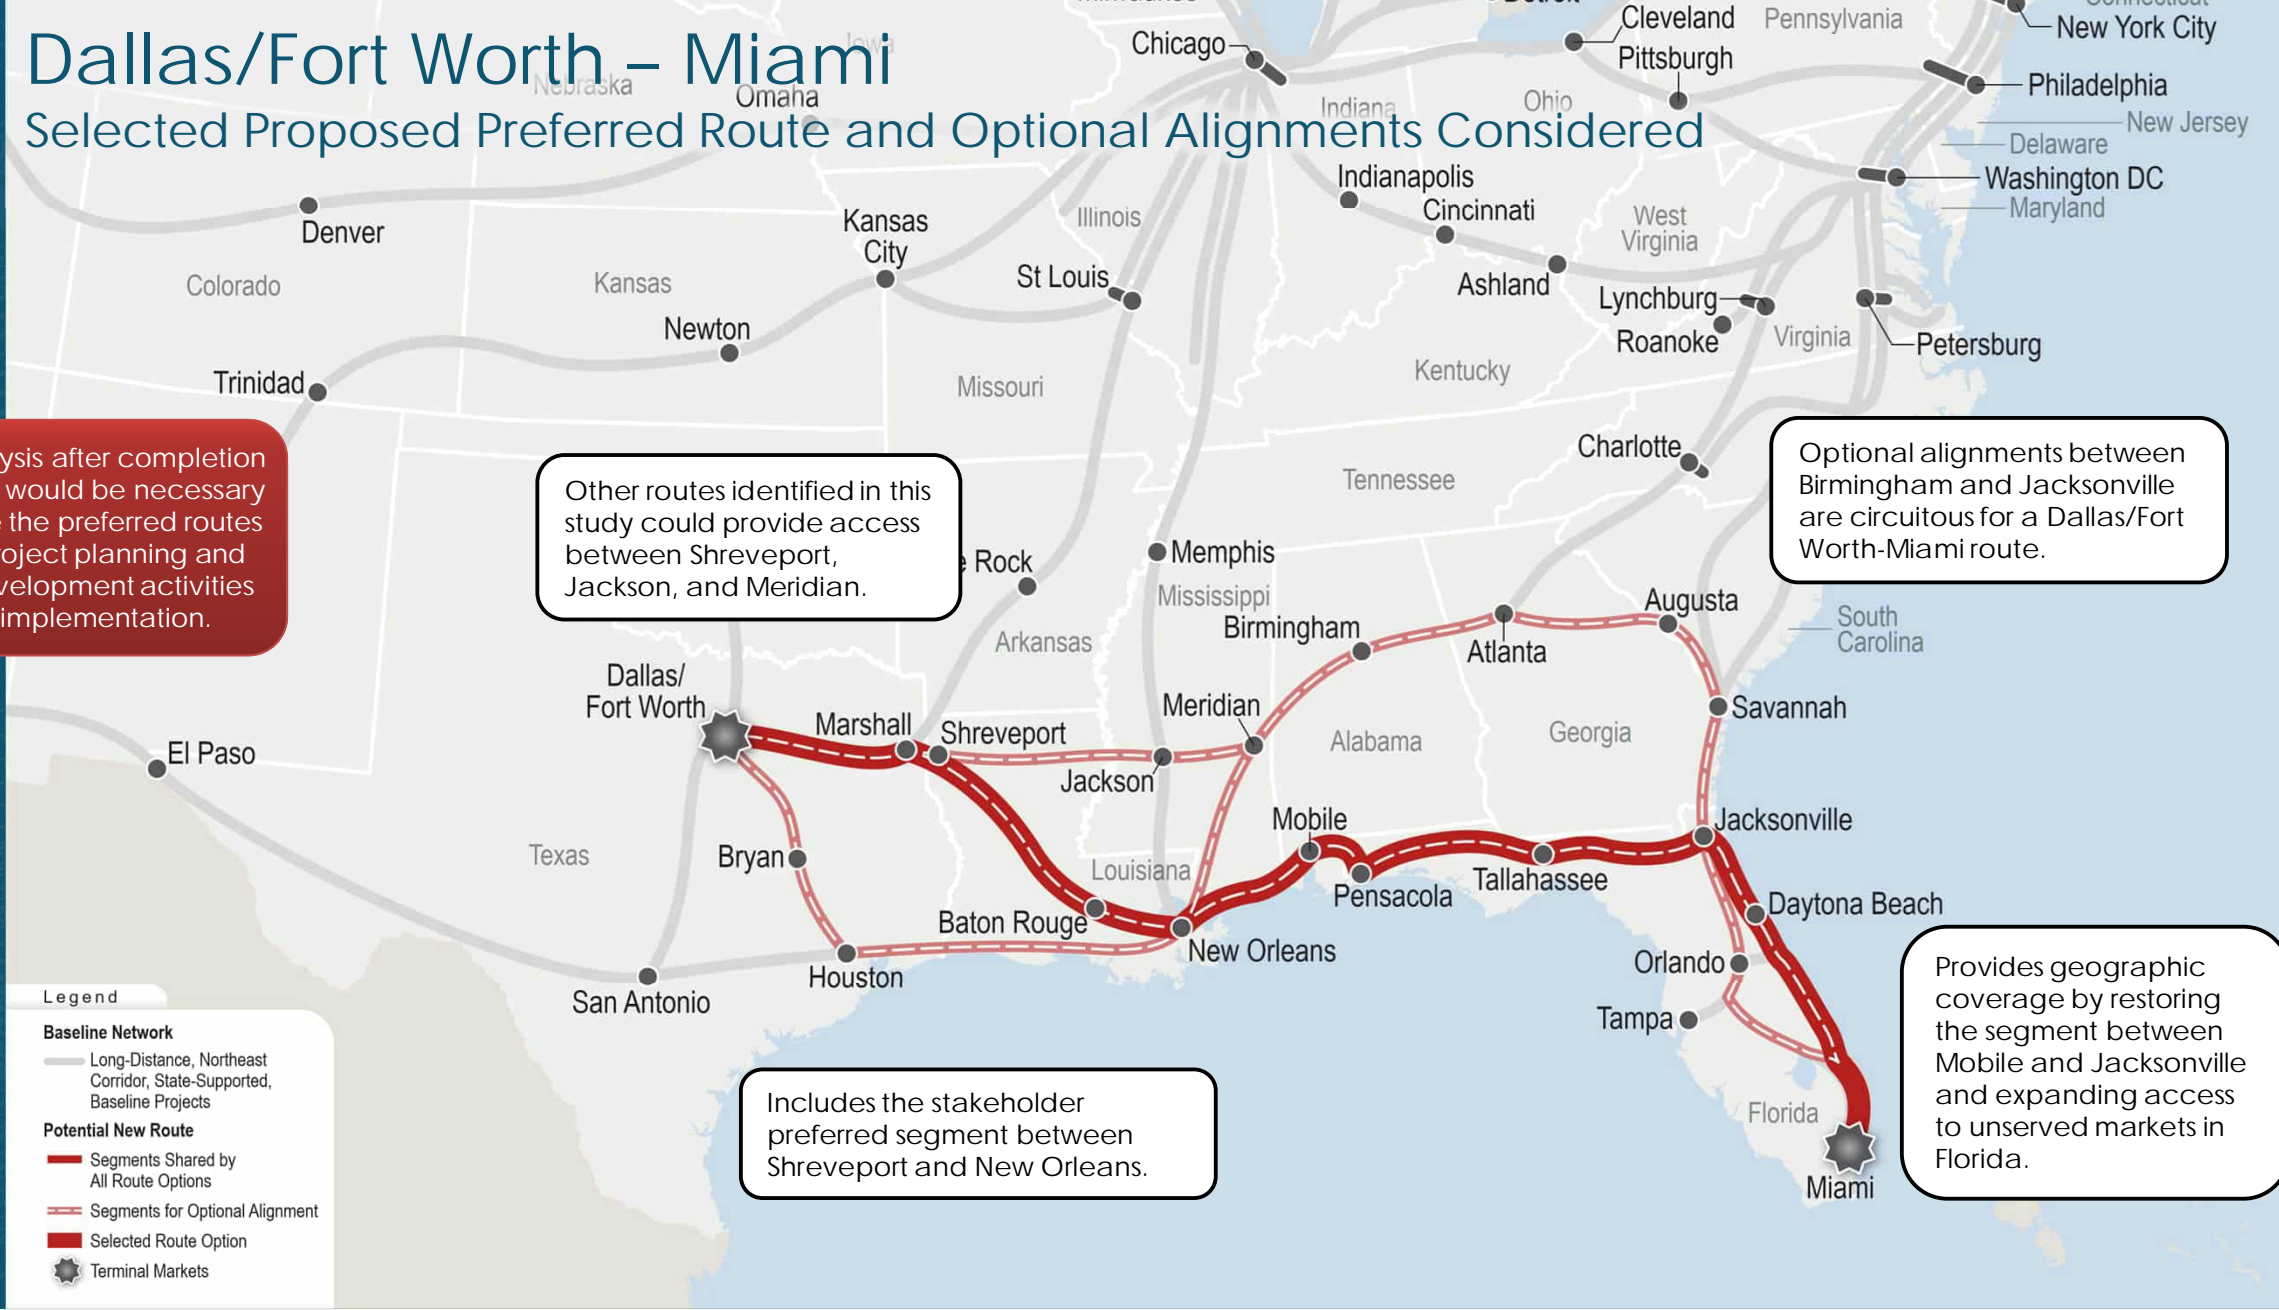 Dallas/Fort Worth – Miami
Selected Proposed Preferred Route and Optional Alignments Considered
Iowa
Nebraska
Omaha
Chicago
Indiana
Ohio
Cleveland
Pittsburgh
Pennsylvania
New York City
Philadelphia
New Jersey
Delaware
Washington DC
Maryland
Denver
Colorado
Kansas
City
Kansas
Newton
Trinidad
Illinois
St Louis
Missouri
Indianapolis
Cincinnati
Ashland
West
Virginia
Lynchburg
Roanoke
Virginia
Petersburg
Kentucky
Tennessee
Charlotte
after completion
would be necessary
the preferred routes
planning and
activities
implementation.
Other routes identified in this
study could provide access
between Shreveport,
Jackson, and Meridian.
Optional alignments between
Birmingham and Jacksonville
are circuitous for a Dallas/Fort
Worth-Miami route.
Rock
Memphis
Mississippi
Arkansas
Birmingham
Atlanta
Augusta
South
Carolina
Savannah
Dallas/
Fort Worth
Marshall
Shreveport
Jackson
Meridian
Alabama
Georgia
El Paso
Texas
Bryan
Houston
San Antonio
Louisiana
Baton Rouge
New Orleans
Mobile
Pensacola
Tallahassee
Jacksonville
Daytona Beach
Orlando
Tampa
Florida
Miami
Includes the stakeholder
preferred segment between
Shreveport and New Orleans.
Provides geographic
coverage by restoring
the segment between
Mobile and Jacksonville
and expanding access
to unserved markets in
Florida.
Legend
Baseline Network
Long-Distance, Northeast
Corridor, State-Supported,
Baseline Projects
Potential New Route
Segments Shared by
All Route Options
Segments for Optional Alignment
Selected Route Option
Terminal Markets